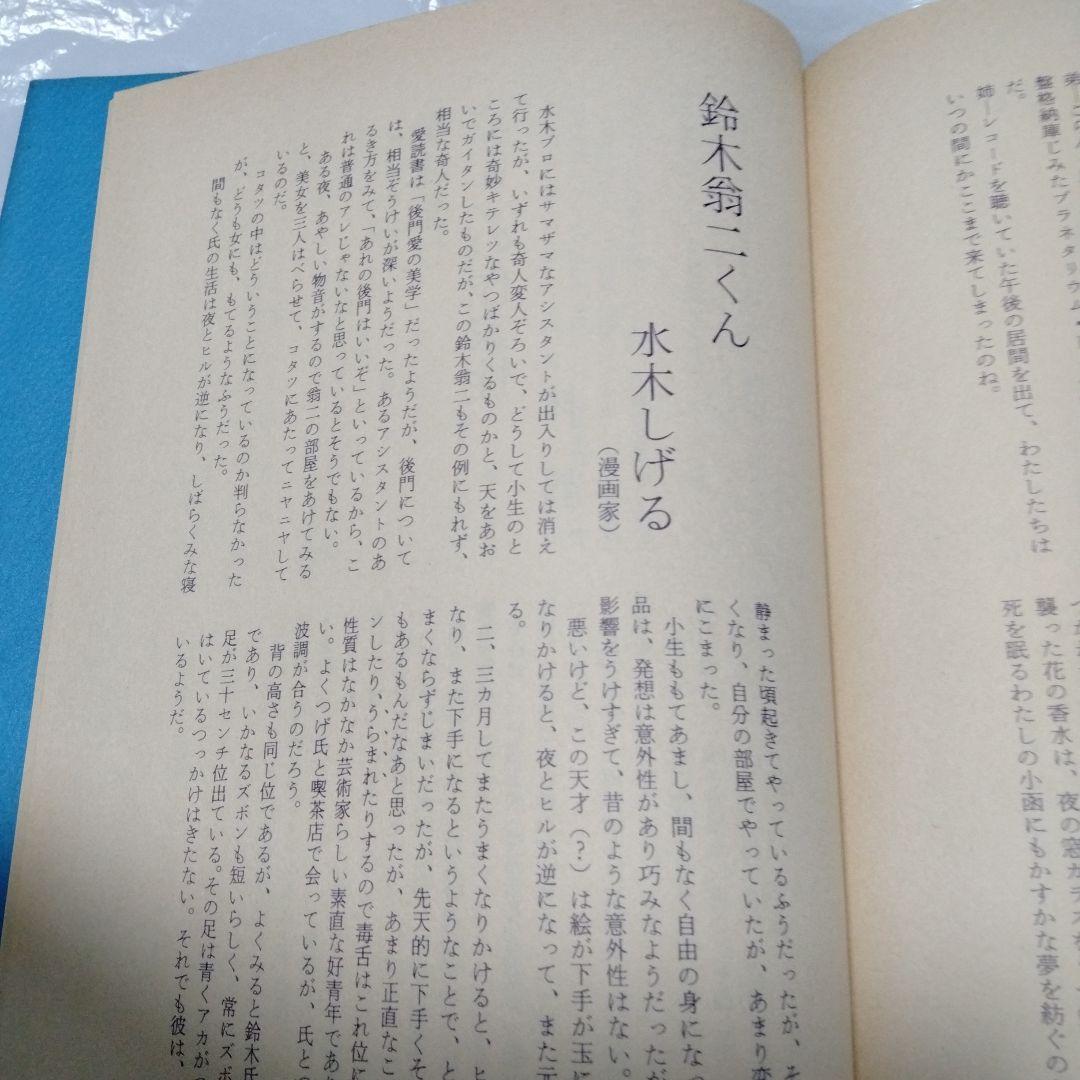 弟ーこの
盤格納庫じみたプラネタリウム
だ。
姉ーレコードを聴いていた午後の居間を出て、わたしたちは
いつの間にかここまで来てしまったのね。
襲った花の香水は、夜の窓ガラスを
死を眠るわたしの小函にもかすかな夢を紡ぐの
鈴木翁二くん
水木しげる
（漫画家）
水木プロにはサマザマなアシスタントが出入りしては消え
て行ったが、いずれも奇人変人ぞろいで、どうして小生のと
ころには奇妙キテレツなやつばかりくるものかと、天をあお
いでガイタンしたものだが、この鈴木翁二もその例にもれず、
相当な奇人だった。
愛読書は「後門愛の美学」だったようだが、後門について
は、相当ぞうけいが深いようだった。あるアシスタントのあ
るき方をみて、「あれの後門はいいぞ」といっているから、こ
れは普通のアレじゃないなと思っているとそうでもない。
ある夜、あやしい物音がするので翁二の部屋をあけてみる
と、美女を三人はべらせて、コタツにあたってニヤニヤして
いるのだ。
コタツの中はどういうことになっているのか判らなかった
が、どうも女にも、もてるようなふうだった。
間もなく氏の生活は夜とヒルが逆になり、しばらくみな寝
静まった頃起きてやっているふうだったが、そ
くなり、自分の部屋でやっていたが、あまり変
にこまった。
小生ももてあまし、間もなく自由の身になっ
品は、発想は意外性があり巧みなようだったが
影響をうけすぎて、昔のような意外性はない。
悪いけど、この天才（？）は絵が下手が玉に
なりかけると、夜とヒルが逆になって、また元
る。
二、三カ月してまたうまくなりかけると、ヒ
なり、また下手になるというようなことで、と
まくならずじまいだったが、先天的に下手くそ
もあるもんだなあと思ったが、あまり正直なこ
ンしたり、うらまれたりするので毒舌はこれ位に
性質はなかなか芸術家らしい素直な好青年であ
い。よくつげ氏と喫茶店で会っているが、氏と
波調が合うのだろう。
背の高さも同じ位であるが、よくみると鈴木氏
であり、いかなるズボンも短いらしく、常にズボ
足が三十センチ位出ている。その足は青くアカがつ
はいているつっかけはきたない。それでも彼は、
いるようだ。